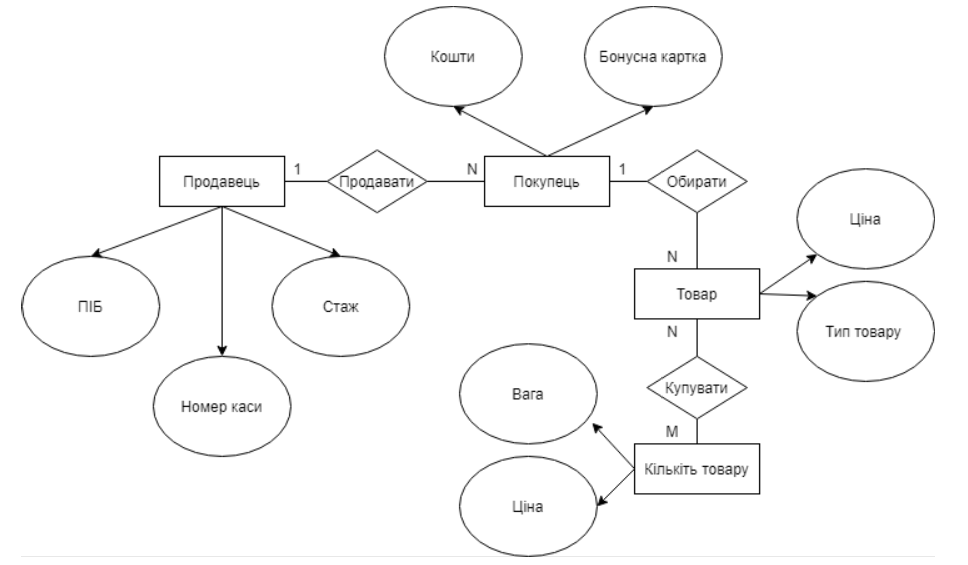 Кошти
Бонусна картка
Продавець
1
Продавати
N
Покупець
1
Обирати
Ціна
N
Товар
Тип товару
N
ПІБ
Стаж
Номер каси
Вага
Купувати
M
Кількіть товару
Ціна